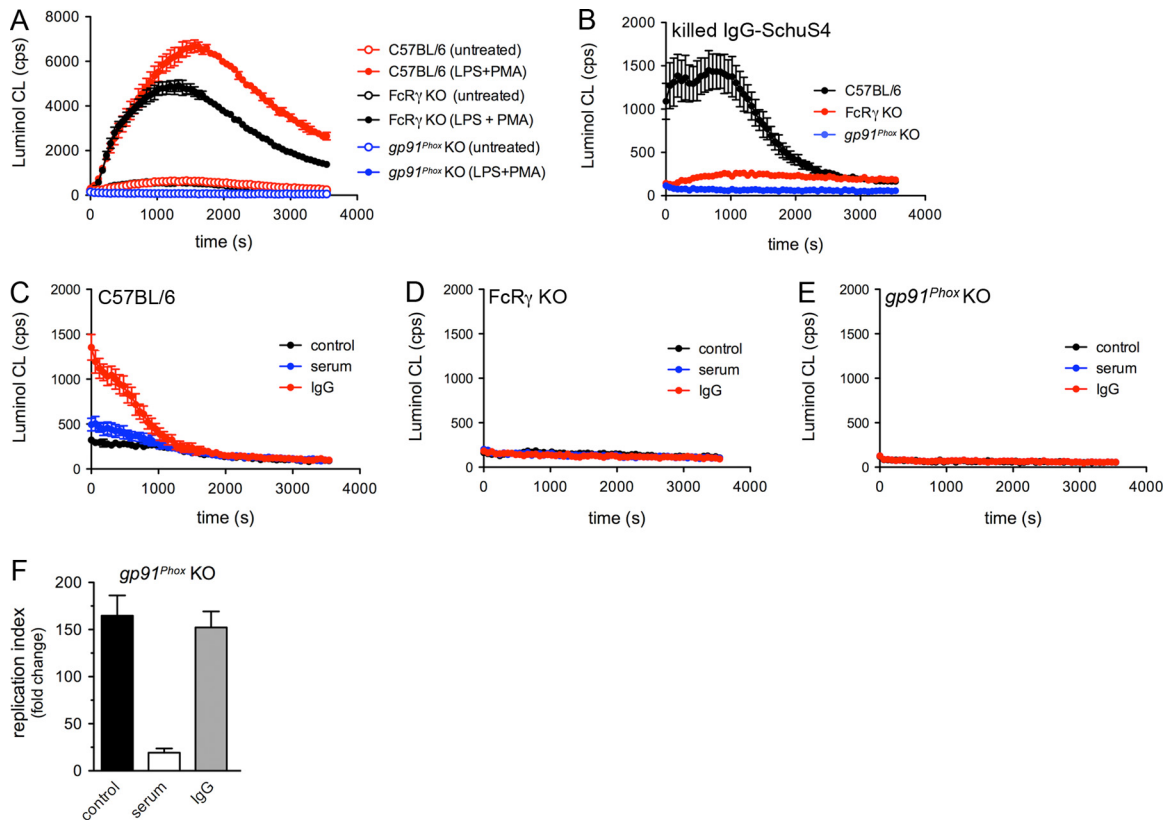 A
8000
6000
4000
2000
0
Luminol CL (cps)
0 1000 2000 3000 4000
time (s)
C57BL/6 (untreated)
C57BL/6 (LPS+PMA)
FcRγ KO (untreated)
FcRγ KO (LPS + PMA)
gp91Phox KO (untreated)
gp91Phox KO (LPS+PMA)
B
killed IgG-SchuS4
2000
1500
1000
500
0
Luminol CL (cps)
0 1000 2000 3000 4000
time (s)
C57BL/6
FcRγ KO
gp91Phox KO
C
C57BL/6
2000
1500
1000
500
0
Luminol CL (cps)
0 1000 2000 3000 4000
time (s)
control
serum
IgG
D
FcRγ KO
2000
1500
1000
500
0
Luminol CL (cps)
0 1000 2000 3000 4000
time (s)
control
serum
IgG
E
gp91Phox KO
2000
1500
1000
500
0
Luminol CL (cps)
0 1000 2000 3000 4000
time (s)
control
serum
IgG
F
gp91Phox KO
200
150
100
50
0
replication index
(fold change)
control
serum
IgG